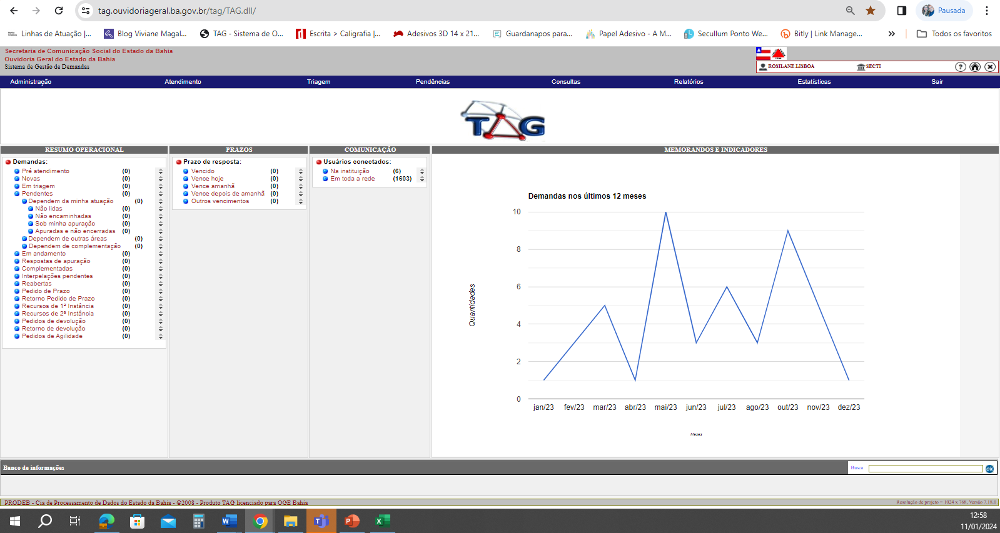 tag.ouvidoriageral.ba.gov.br/tag/TAG.dll/
Pausada
Linhas de Atuação |...
Blog Viviane Magal...
TAG - Sistema de O...
Escrita > Caligrafia |...
Adesivos 3D 14 x 21...
Guardanapos para...
Papel Adesivo - A M...
Secullum Ponto We...
Bitly | Link Manage...
»
Todos os favoritos
Secretaria de Comunicação Social do Estado da Bahia
Ouvidoria Geral do Estado da Bahia
Sistema de Gestão de Demandas
ROSILANE.LISBOA
SECTI
Administração
Atendimento
Triagem
Pendências
Consultas
Relatórios
Estatísticas
Sair
TAG
RESUMO OPERACIONAL
Demandas:
Pré atendimento (0)
Novas (0)
Em triagem (0)
Pendentes (0)
Dependem da minha atuação (0)
Não lidas (0)
Não encaminhadas (0)
Sob minha apuração (0)
Apuradas e não encerradas (0)
Dependem de outras áreas (0)
Dependem de complementação (0)
Em andamento (0)
Respostas de apuração (0)
Complementadas (0)
Interpelações pendentes (0)
Reabertas (0)
Pedido de Prazo (0)
Retorno Pedido de Prazo (0)
Recursos de 1ª Instância (0)
Recursos de 2ª Instância (0)
Pedidos de devolução (0)
Retorno de devolução (0)
Pedidos de Agilidade (0)
PRAZOS
Prazo de resposta:
Vencido (0)
Vence hoje (0)
Vence amanhã (0)
Vence depois de amanhã (0)
Outros vencimentos (0)
COMUNICAÇÃO
Usuários conectados:
Na instituição (6)
Em toda a rede (1603)
MEMORANDOS E INDICADORES
Demandas nos últimos 12 meses
Quantidades
10
8
6
4
2
0
jan/23 fev/23 mar/23 abr/23 mai/23 jun/23 jul/23 ago/23 out/23 nov/23 dez/23
Meses
Banco de informações
Busca
ok
PRODEB - Cia de Processamento de Dados do Estado da Bahia - ©2008 - Produto TAG licenciado para OGE Bahia
Resolução de projeto = 1024 x 768, Versão 7.18.0
12:58
11/01/2024